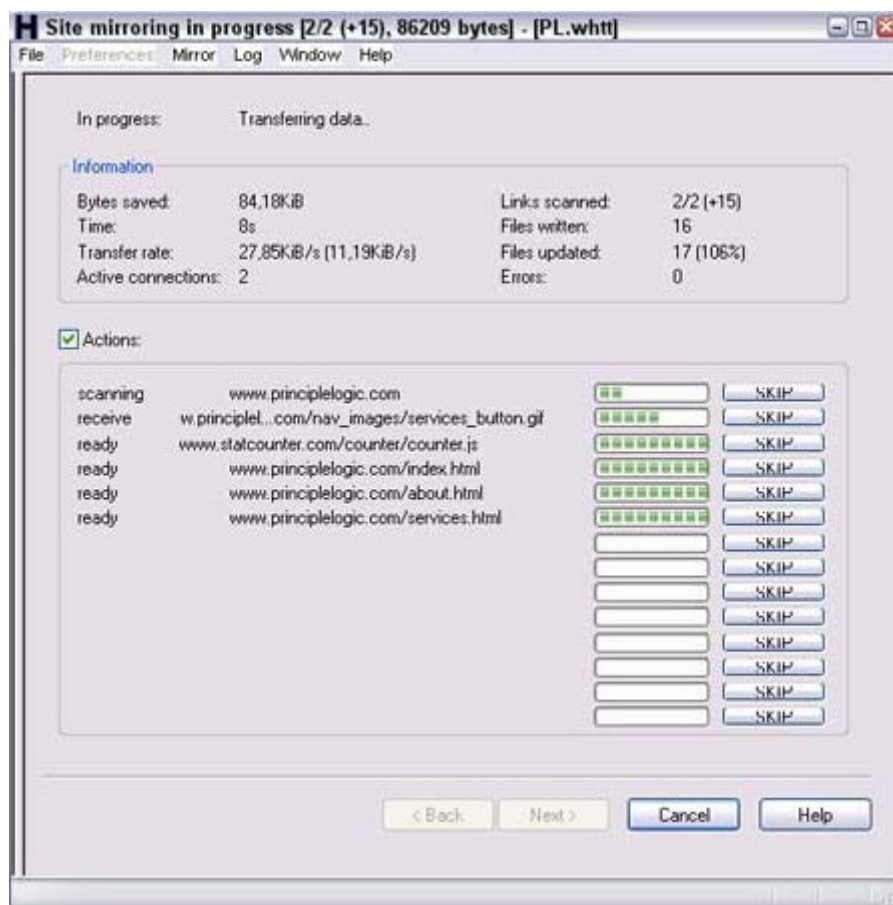 H Site mirroring in progress [2/2 (+15), 86209 bytes] - [PL.whtt]
File Preferences Mirror Log Window Help
In progress: Transferring data..
Information
Bytes saved: 84,18KiB Links scanned: 2/2 (+15)
Time: 8s Files written: 16
Transfer rate: 27,85KiB/s (11,19KiB/s) Files updated: 17 (106%)
Active connections: 2 Errors: 0
Actions:
scanning www.principlelogic.com SKIP
receive w.principlel...com/nav_images/services_button.gif SKIP
ready www.statcounter.com/counter/counter.js SKIP
ready www.principlelogic.com/index.html SKIP
ready www.principlelogic.com/about.html SKIP
ready www.principlelogic.com/services.html SKIP
SKIP
SKIP
SKIP
SKIP
SKIP
SKIP
SKIP
SKIP
< Back Next > Cancel Help